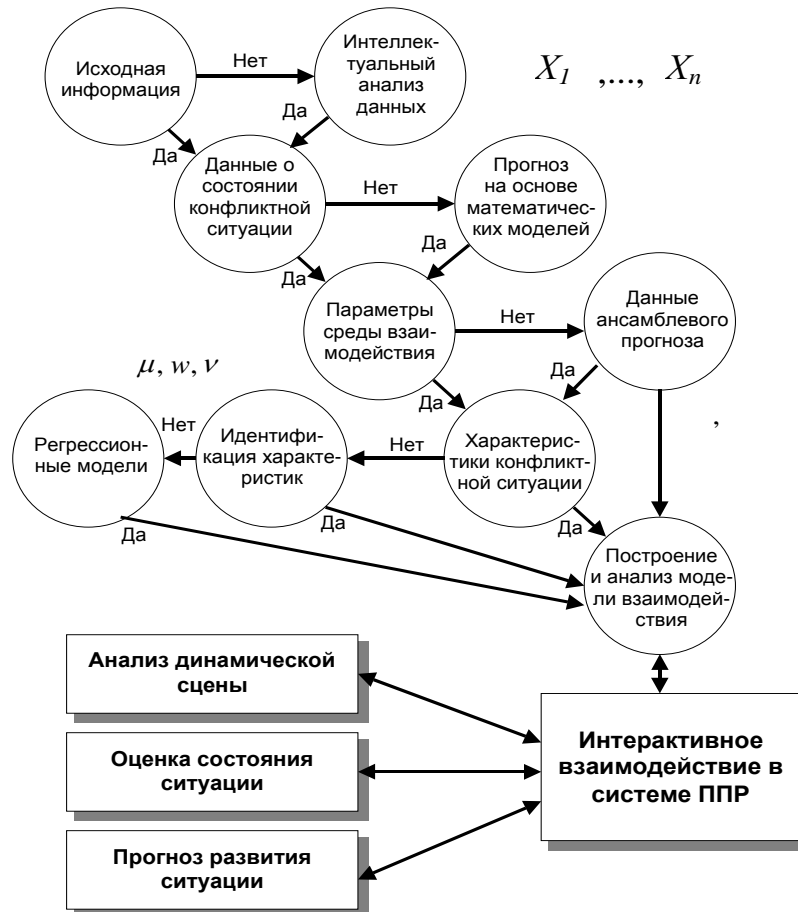 Исходная
информация
Нет
Интеллек-
туальный
анализ
данных
X1 ,..., Xn
Да
Да
Данные о
состоянии
конфликтной
ситуации
Нет
Прогноз
на основе
математичес-
ких моделей
Да
Да
Параметры
среды взаи-
модействия
Нет
Данные
ансамблевого
прогноза
μ, w, ν
Да
Да
Регрессион-
ные модели
Нет
Идентифи-
кация характе-
ристик
Нет
Характерис-
тики конфликт-
ной ситуации
,
Да
Да
Да
Построение
и анализ моде-
ли взаимодей-
ствия
Анализ динамической
сцены
Оценка состояния
ситуации
Прогноз развития
ситуации
Интерактивное
взаимодействие в
системе ППР